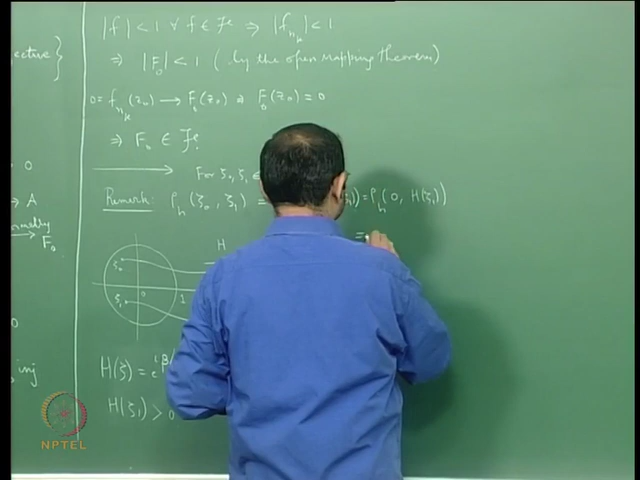 |f| < 1 ∀ f ∈ ℱ ⇒ |f_{n_k}| < 1
⇒ |F_0| < 1 (by the open mapping theorem)
0 = f_{n_k}(z_0) → F_0(z_0) ⇒ F_0(z_0) = 0
⇒ F_0 ∈ ℱ.
For ζ_0, ζ_1 ∈
Remark: ρ_h(ζ_0, ζ_1) = ζ_1)) = ρ_h(0, H(ζ_1))
=
H
ζ_0
0
ζ_1
1
H(ζ) = e^{iβ}
H(ζ_1) > 0
ective }
→ 0
→ A
F_0
0
inj
NPTEL